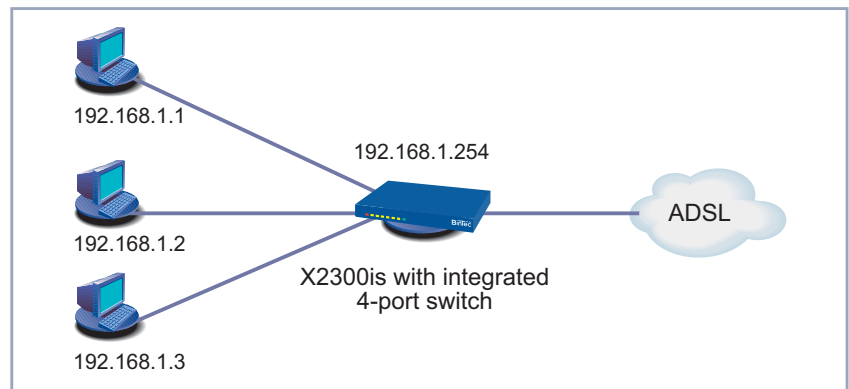 192.168.1.1
192.168.1.254
192.168.1.2
BinTec
ADSL
X2300is with integrated
4-port switch
192.168.1.3